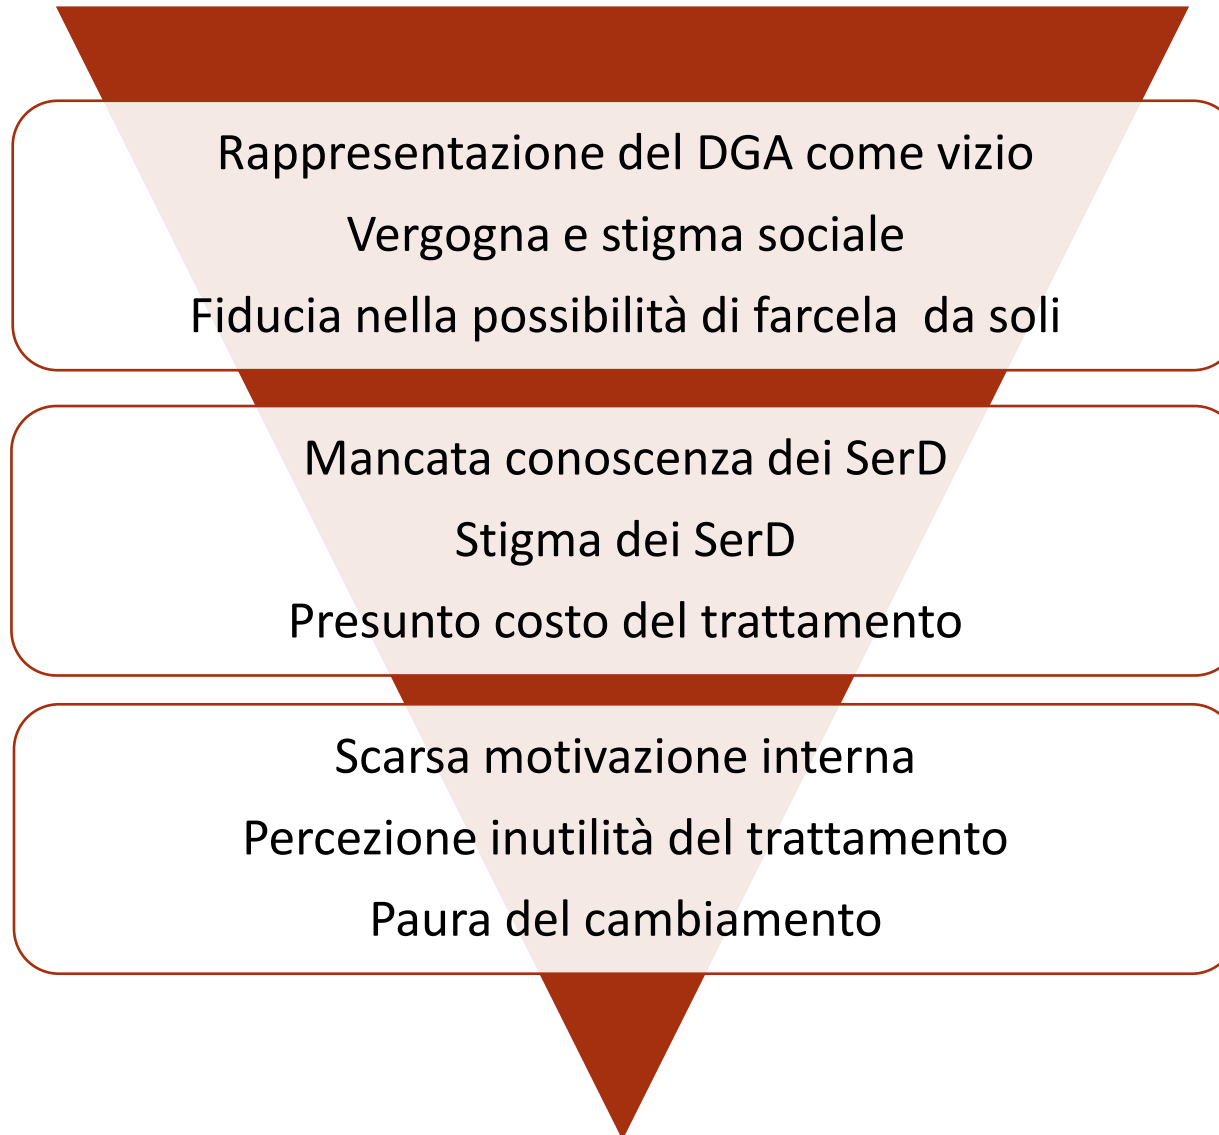 Rappresentazione del DGA come vizio
Vergogna e stigma sociale
Fiducia nella possibilità di farcela  da soli
Mancata conoscenza dei SerD
Stigma dei SerD
Presunto costo del trattamento
Scarsa motivazione interna
Percezione inutilità del trattamento
Paura del cambiamento